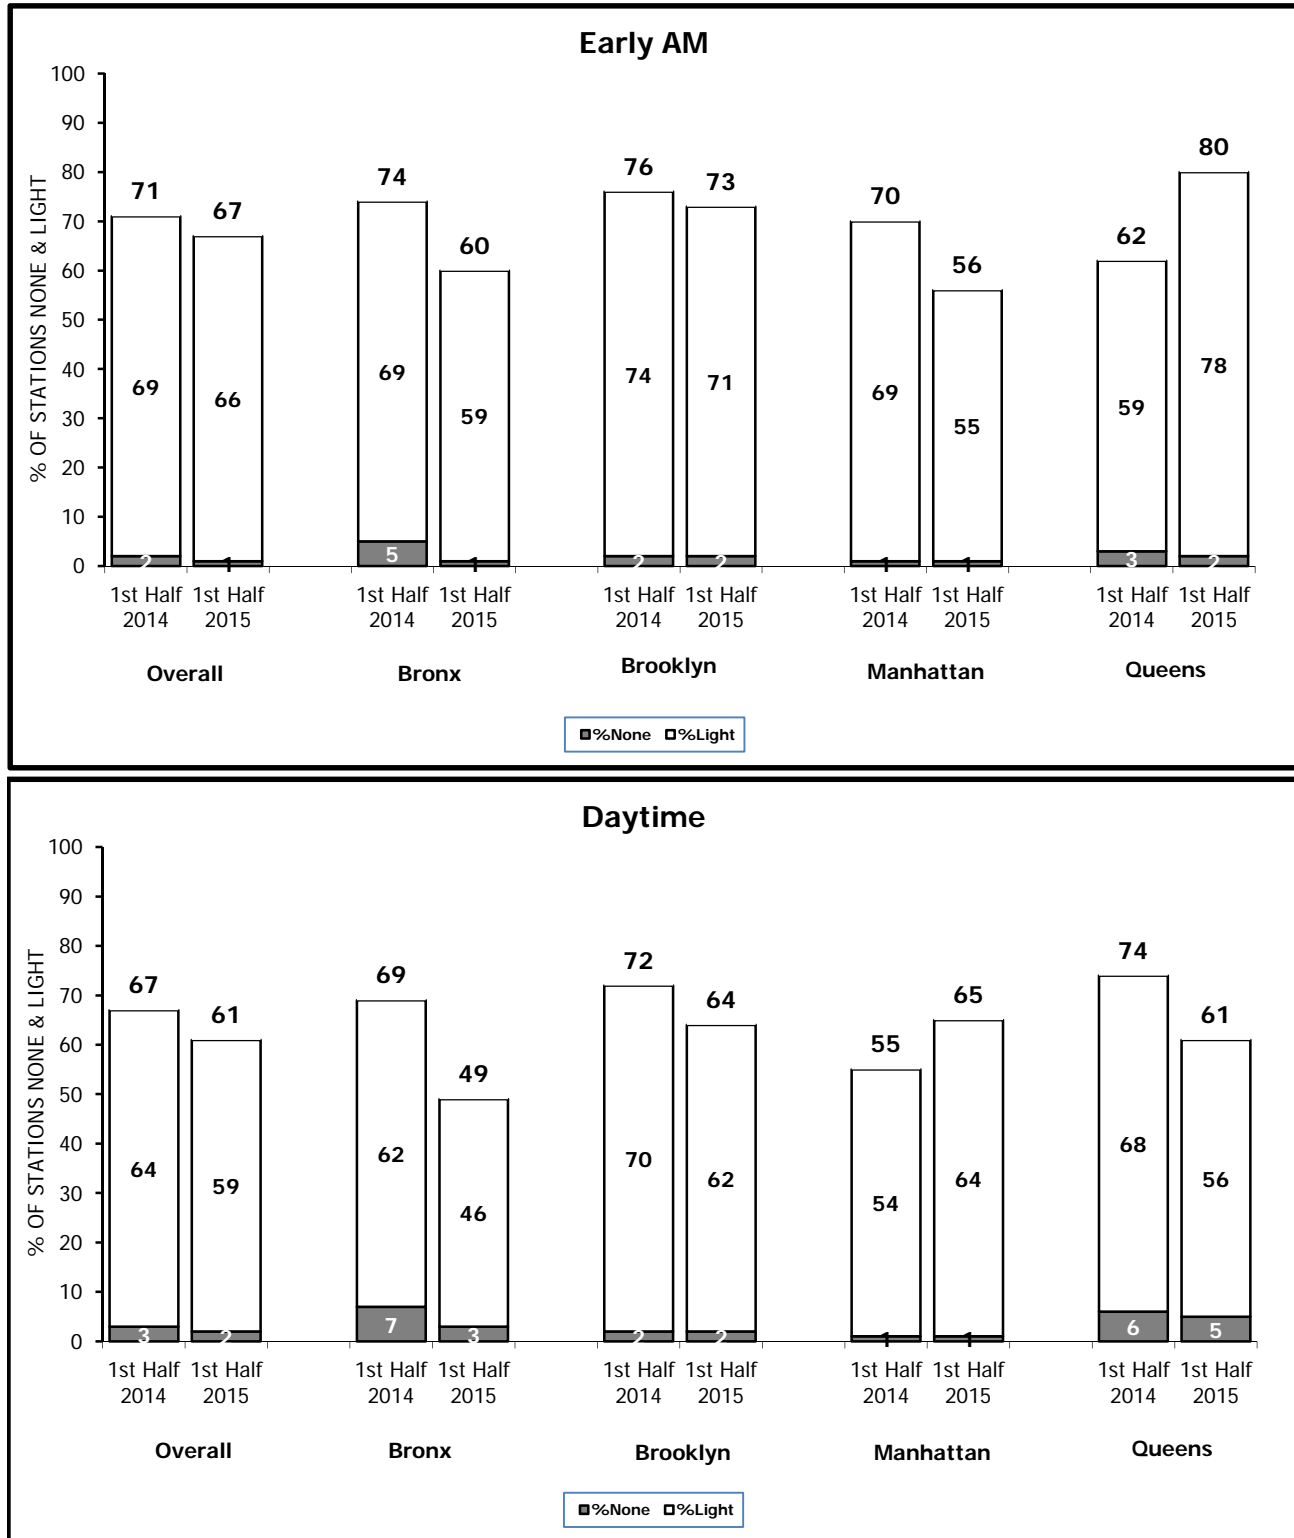 Early AM
% OF STATIONS NONE & LIGHT
100
90
80
70
60
50
40
30
20
10
0
71 67 74 60 76 73 70 56 62 80
69 66 69 59 74 71 69 55 59 78
2 1 5 1 2 2 1 1 3 2
1st Half 2014 1st Half 2015 1st Half 2014 1st Half 2015 1st Half 2014 1st Half 2015 1st Half 2014 1st Half 2015 1st Half 2014 1st Half 2015
Overall Bronx Brooklyn Manhattan Queens
%None %Light
Daytime
% OF STATIONS NONE & LIGHT
100
90
80
70
60
50
40
30
20
10
0
67 61 69 49 72 64 55 65 74 61
64 59 62 46 70 62 54 64 68 56
3 2 7 3 2 2 1 1 6 5
1st Half 2014 1st Half 2015 1st Half 2014 1st Half 2015 1st Half 2014 1st Half 2015 1st Half 2014 1st Half 2015 1st Half 2014 1st Half 2015
Overall Bronx Brooklyn Manhattan Queens
%None %Light